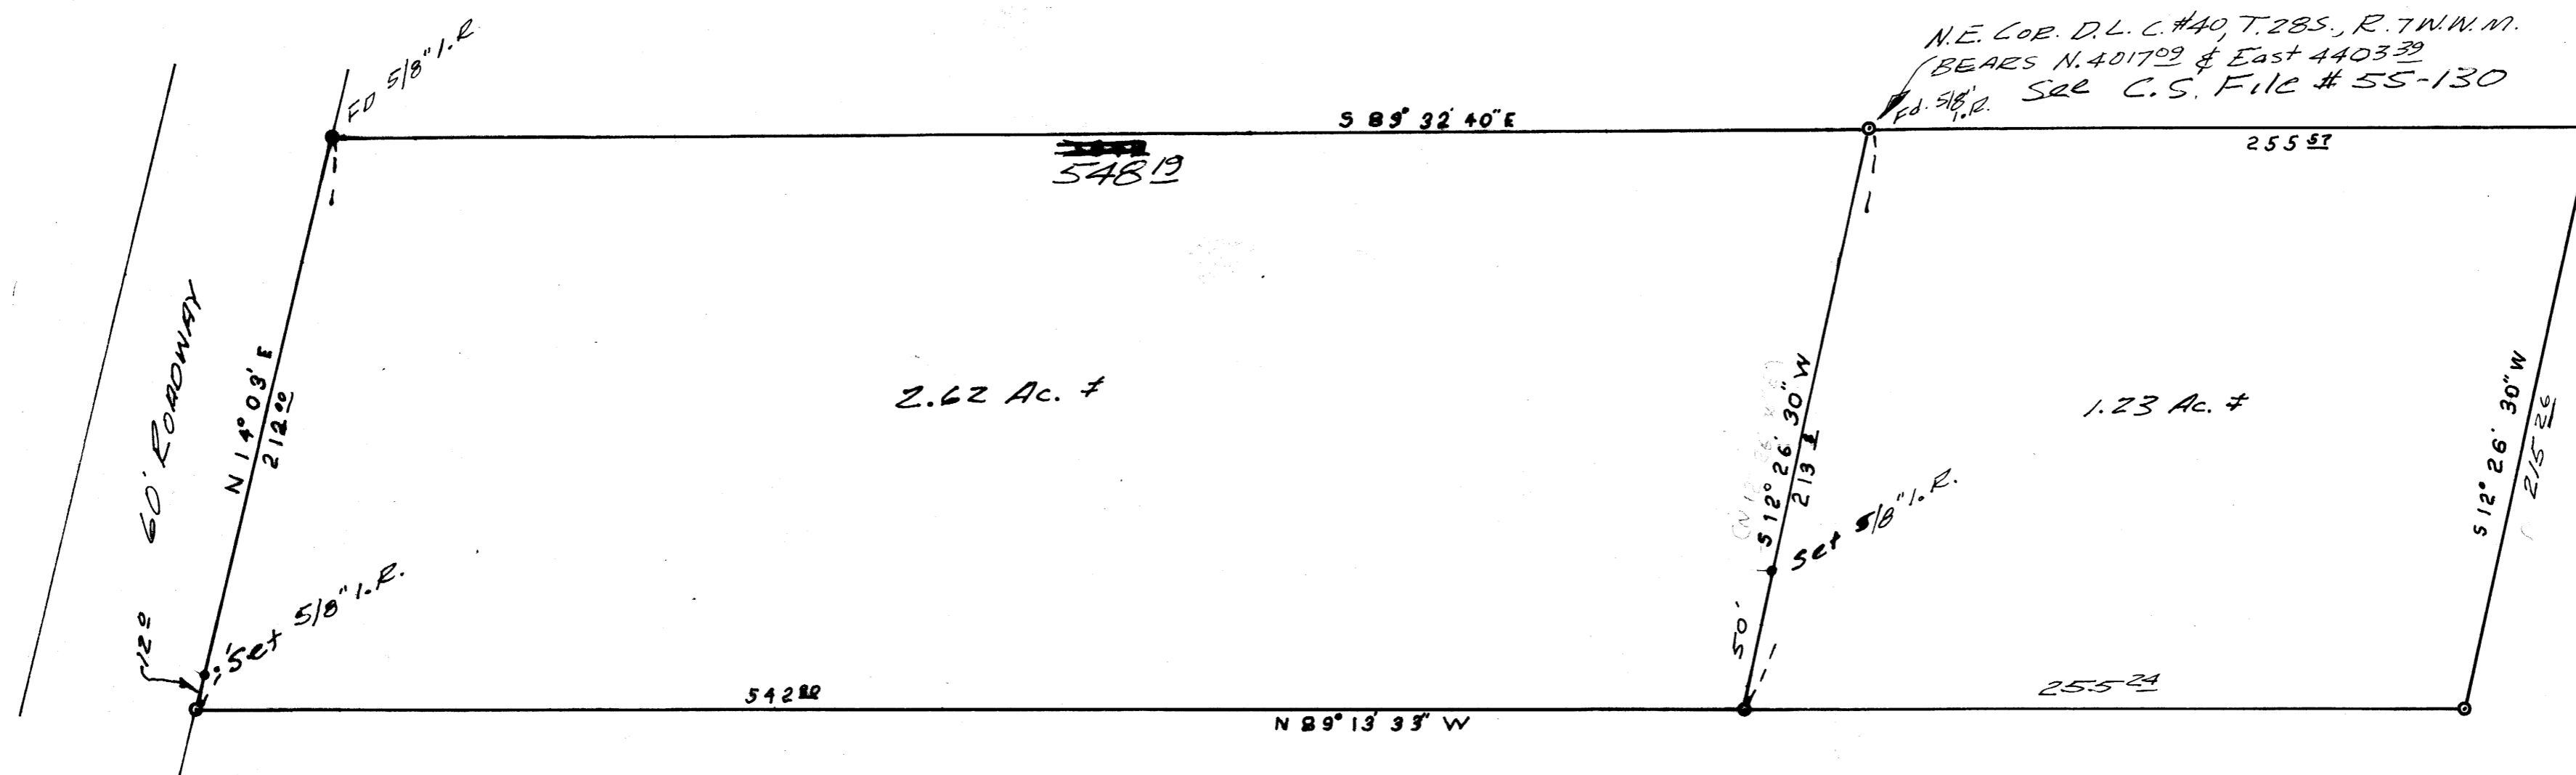 N.E. COR. D.L.C. #40, T.28S., R.7W.W.M.
BEARS N.4017 09 & East 4403 39
See C.S. File # 55-130
Fd. 5/8" I.R.
FD 5/8" I.R.
S 89° 32' 40" E
548 19
255 57
60' ROADWAY
N 14° 03' E
212 00
2.62 Ac. ±
S 12° 26' 30" W
213
1.23 Ac. ±
S 12° 26' 30" W
215 26
Set 5/8" I.R.
Set 5/8" I.R.
12 0
50'
542
255 24
N 89° 13' 33" W